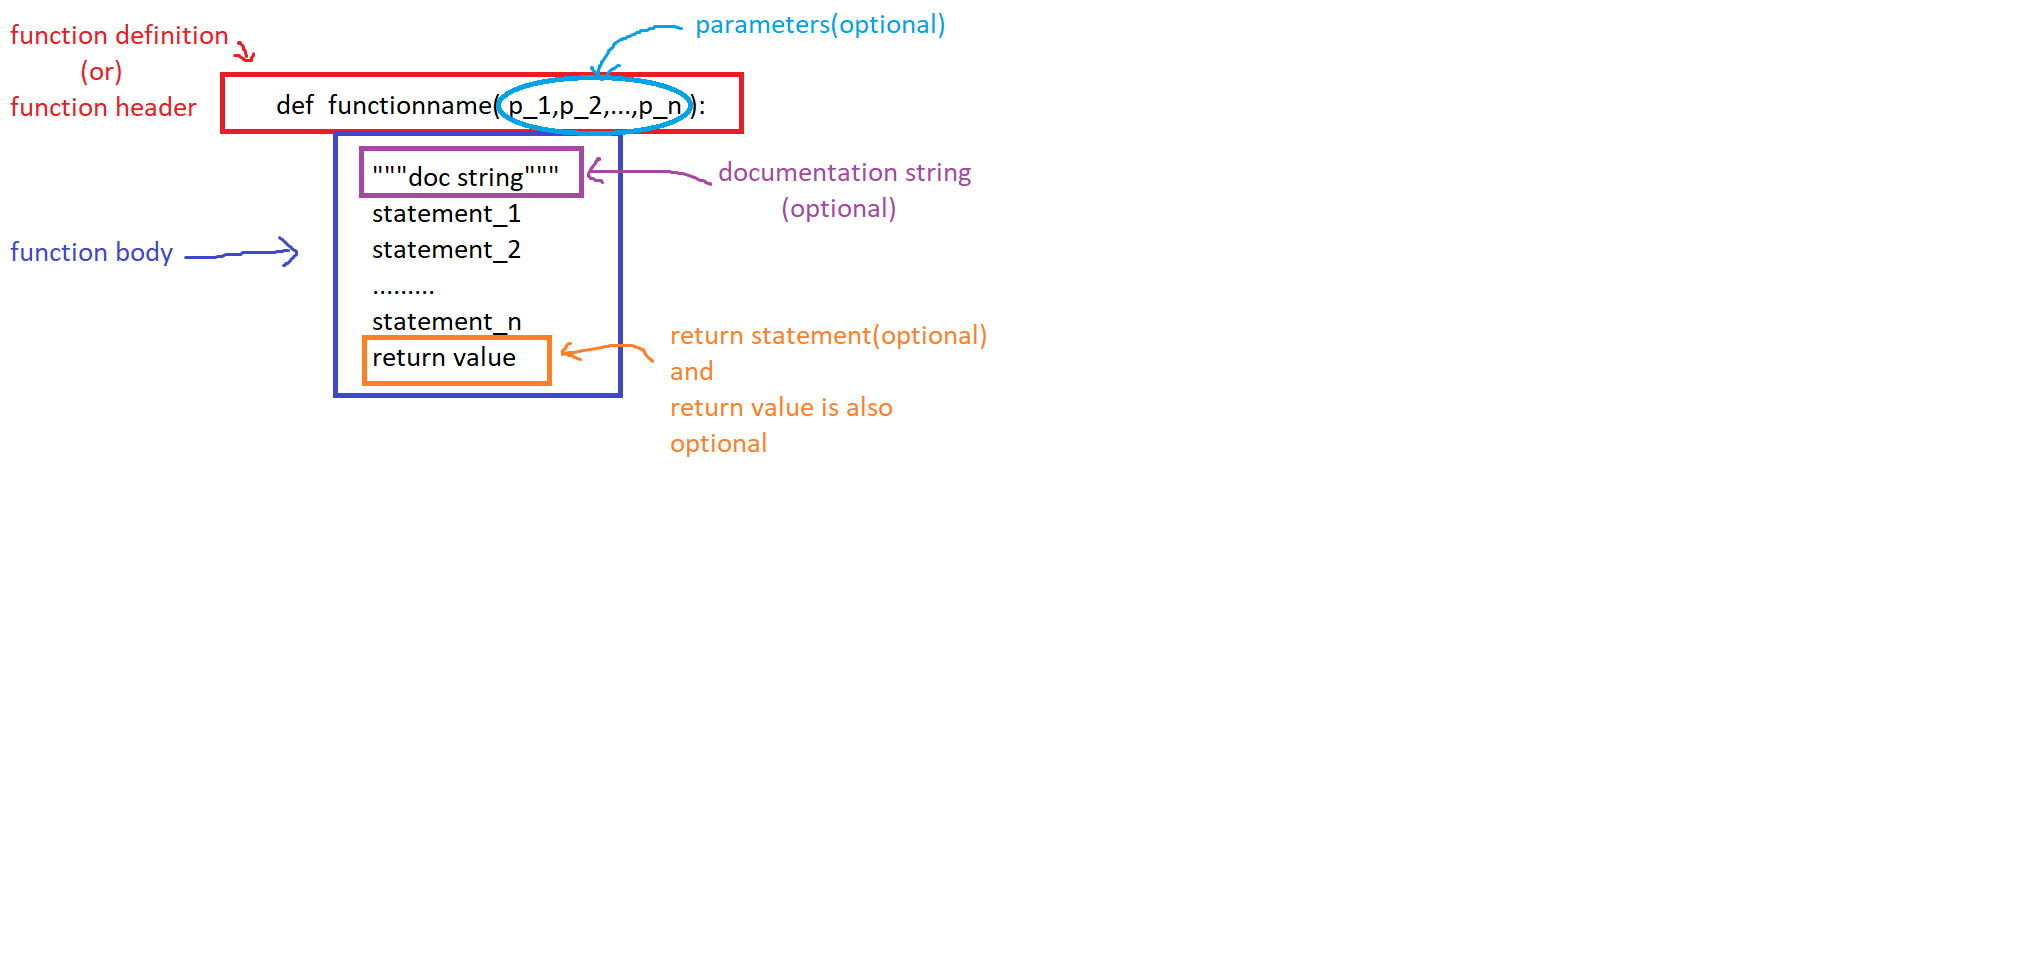 function definition
(or)
function header
parameters(optional)
def  functionname( p_1,p_2,...,p_n ):
"""doc string"""
statement_1
statement_2
.........
statement_n
return value
documentation string
(optional)
function body
return statement(optional)
and
return value is also
optional